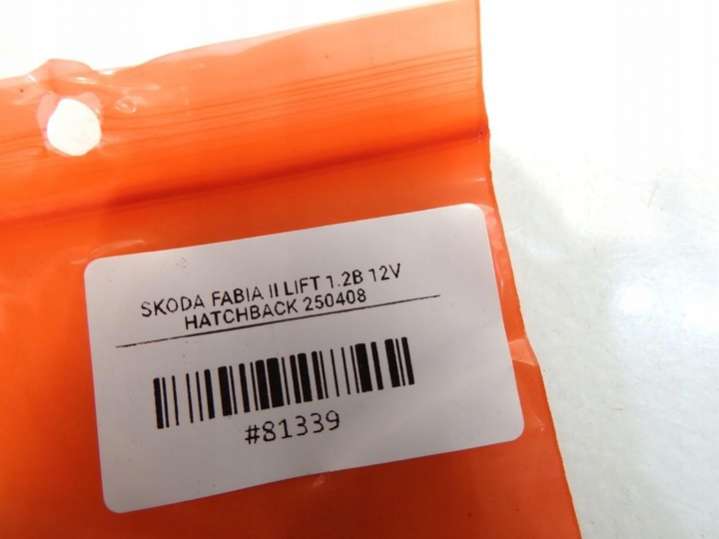 SKODA FABIA II LIFT 1.2B 12V
HATCHBACK 250408
#81339